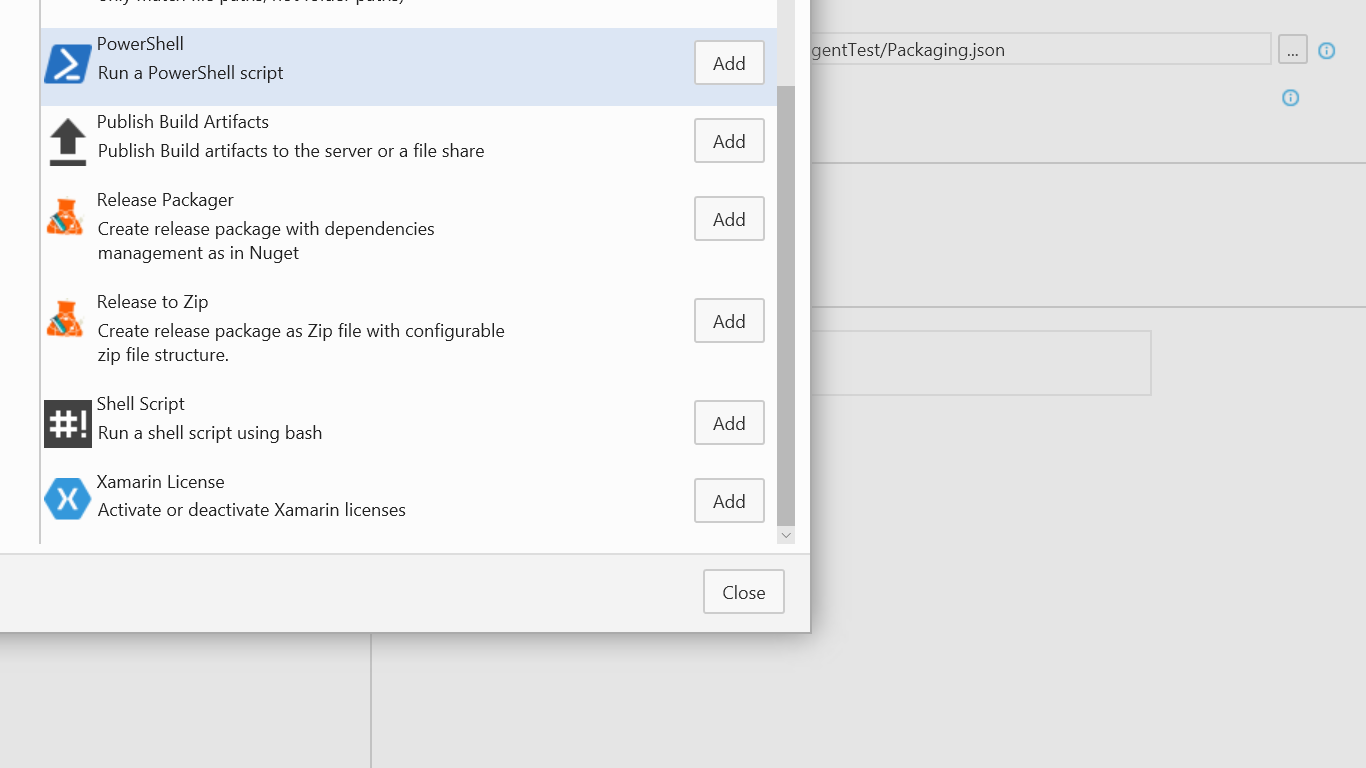 PowerShell
Run a PowerShell script
Add
gentTest/Packaging.json
...
Publish Build Artifacts
Publish Build artifacts to the server or a file share
Add
Release Packager
Create release package with dependencies
management as in Nuget
Add
Release to Zip
Create release package as Zip file with configurable
zip file structure.
Add
#!
Shell Script
Run a shell script using bash
Add
Xamarin License
Activate or deactivate Xamarin licenses
Add
Close